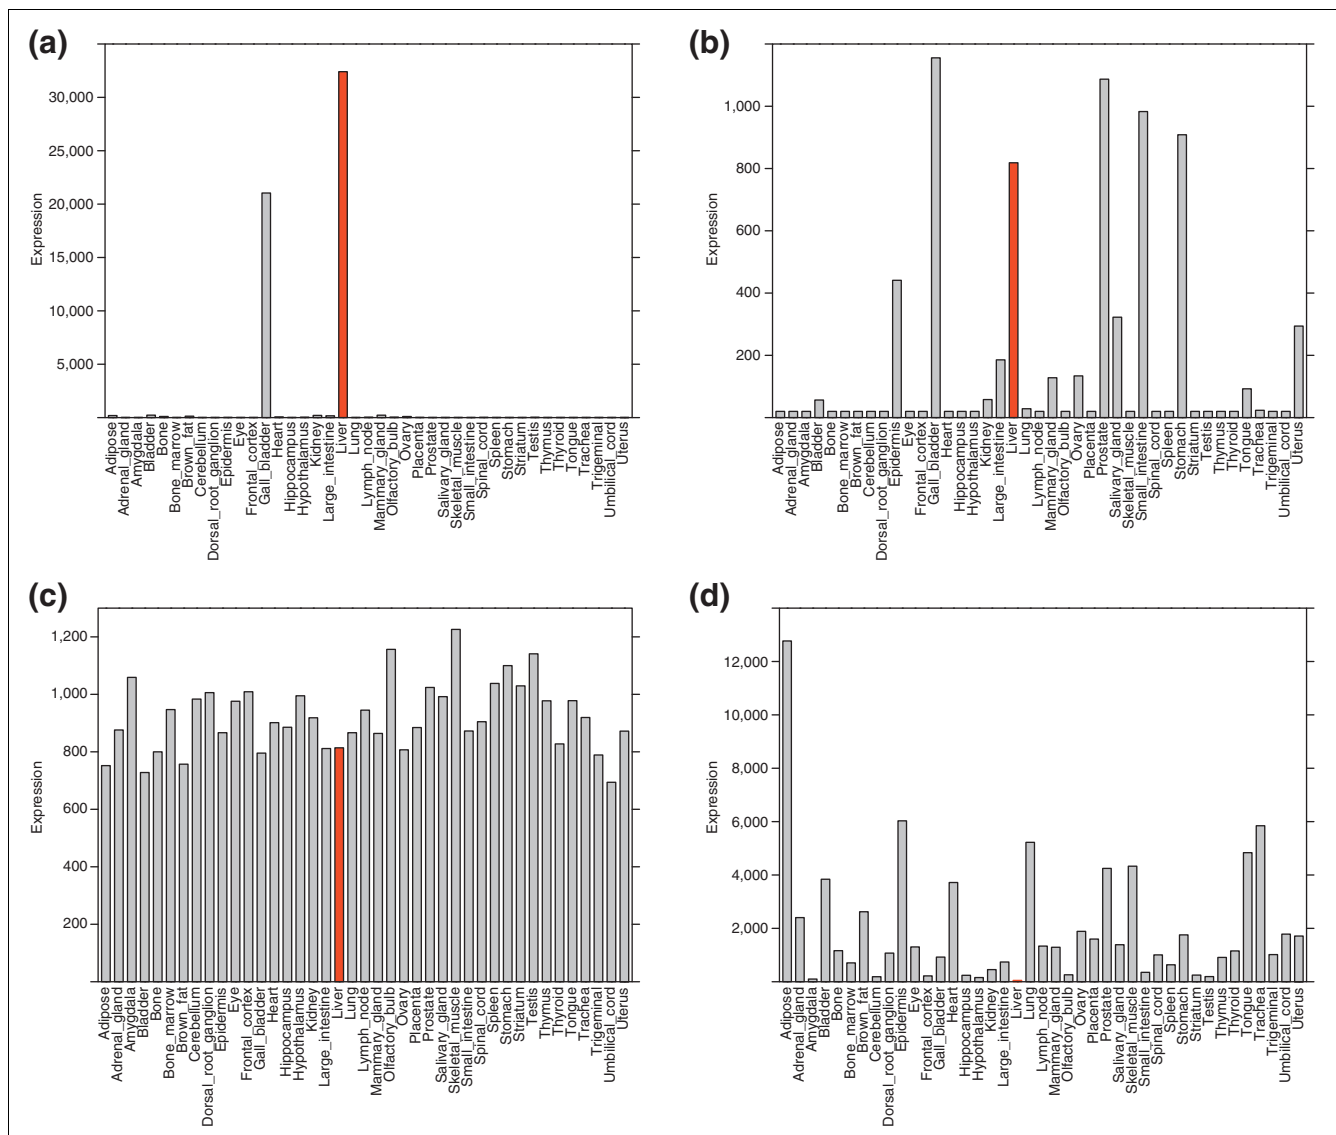 (a)
30,000
25,000
20,000
15,000
10,000
5,000
Expression
Adipose
Adrenal_gland
Amygdala
Bladder
Bone
Bone_marrow
Brown_fat
Cerebellum
Dorsal_root_ganglion
Epidermis
Eye
Frontal_cortex
Gall_bladder
Heart
Hippocampus
Hypothalamus
Kidney
Large_intestine
Liver
Lung
Lymph_node
Mammary_gland
Olfactory_bulb
Ovary
Placenta
Prostate
Salivary_gland
Skeletal_muscle
Small_intestine
Spinal_cord
Spleen
Stomach
Striatum
Testis
Thymus
Thyroid
Tongue
Trachea
Trigeminal
Umbilical_cord
Uterus
(b)
1,000
800
600
400
200
Expression
Adipose
Adrenal_gland
Amygdala
Bladder
Bone
Bone_marrow
Brown_fat
Cerebellum
Dorsal_root_ganglion
Epidermis
Eye
Frontal_cortex
Gall_bladder
Heart
Hippocampus
Hypothalamus
Kidney
Large_intestine
Liver
Lung
Lymph_node
Mammary_gland
Olfactory_bulb
Ovary
Placenta
Prostate
Salivary_gland
Skeletal_muscle
Small_intestine
Spinal_cord
Spleen
Stomach
Striatum
Testis
Thymus
Thyroid
Tongue
Trachea
Trigeminal
Umbilical_cord
Uterus
(c)
1,200
1,000
800
600
400
200
Expression
Adipose
Adrenal_gland
Amygdala
Bladder
Bone
Bone_marrow
Brown_fat
Cerebellum
Dorsal_root_ganglion
Epidermis
Eye
Frontal_cortex
Gall_bladder
Heart
Hippocampus
Hypothalamus
Kidney
Large_intestine
Liver
Lung
Lymph_node
Mammary_gland
Olfactory_bulb
Ovary
Placenta
Prostate
Salivary_gland
Skeletal_muscle
Small_intestine
Spinal_cord
Spleen
Stomach
Striatum
Testis
Thymus
Thyroid
Tongue
Trachea
Trigeminal
Umbilical_cord
Uterus
(d)
12,000
10,000
8,000
6,000
4,000
2,000
Expression
Adipose
Adrenal_gland
Amygdala
Bladder
Bone
Bone_marrow
Brown_fat
Cerebellum
Dorsal_root_ganglion
Epidermis
Eye
Frontal_cortex
Gall_bladder
Heart
Hippocampus
Hypothalamus
Kidney
Large_intestine
Liver
Lung
Lymph_node
Mammary_gland
Olfactory_bulb
Ovary
Placenta
Prostate
Salivary_gland
Skeletal_muscle
Small_intestine
Spinal_cord
Spleen
Stomach
Striatum
Testis
Thymus
Thyroid
Tongue
Trachea
Trigeminal
Umbilical_cord
Uterus